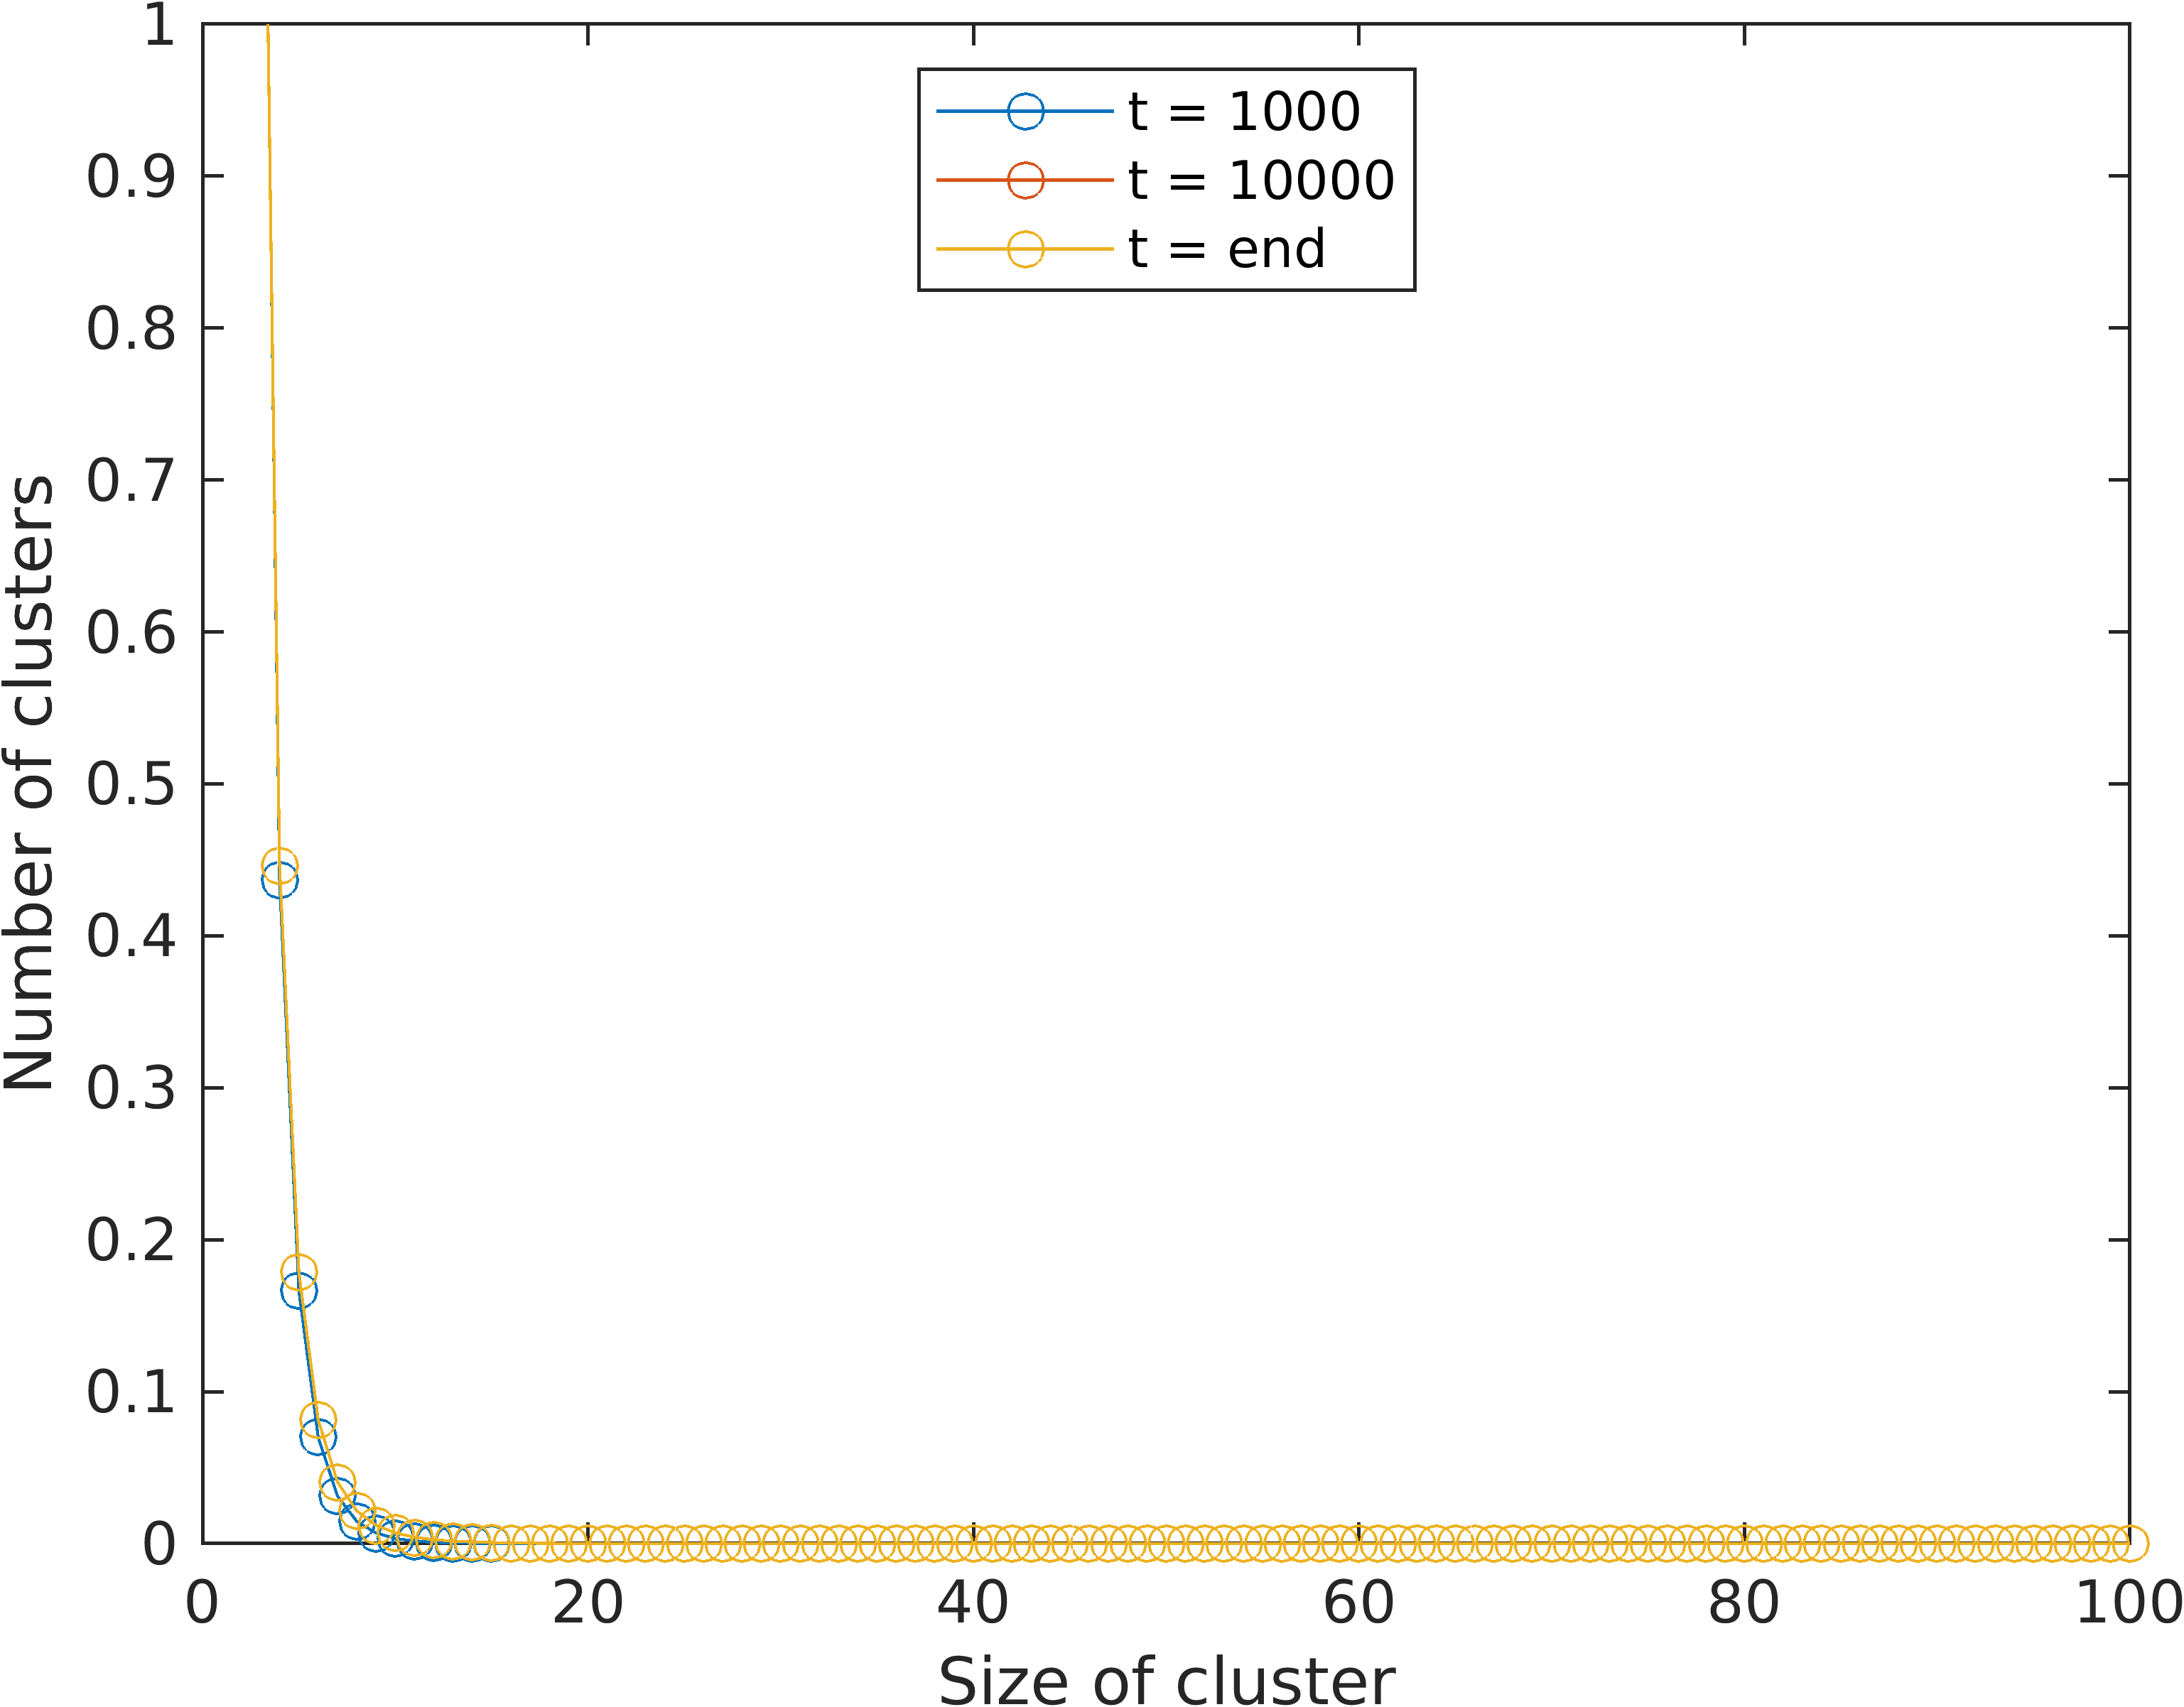 1
0.9
0.8
0.7
0.6
0.5
0.4
0.3
0.2
0.1
0
Number of clusters
t = 1000
t = 10000
t = end
0 20 40 60 80 100
Size of cluster